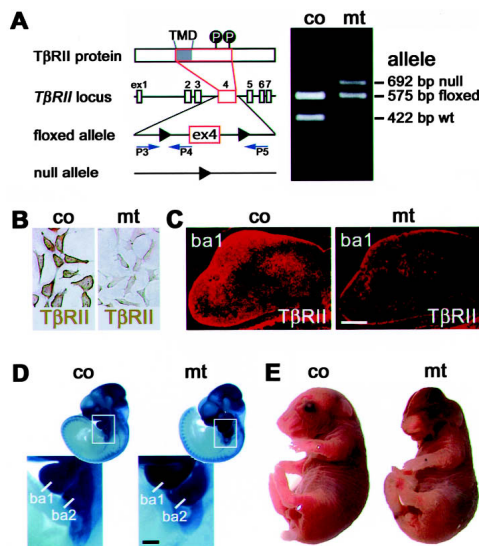 A
TMD
P P
TβRII protein
TβRII locus
ex1 2 3 4 5 67
floxed allele
ex4
P3 P4 P5
null allele
co mt
allele
692 bp null
575 bp floxed
422 bp wt
B
co mt
TβRII TβRII
C
co mt
ba1 ba1
TβRII TβRII
D
co mt
ba1 ba1
ba2 ba2
E
co mt